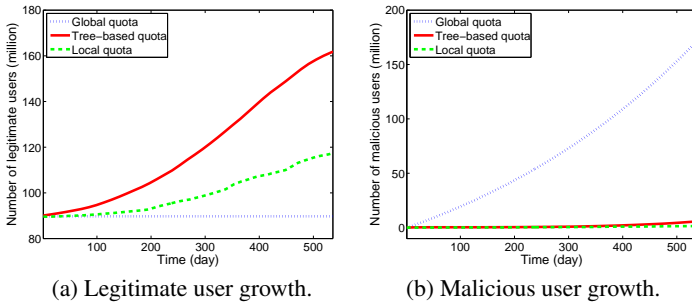 180
160
140
120
100
80
Number of legitimate users (million)
Global quota
Tree-based quota
Local quota
100 200 300 400 500
Time (day)
(a) Legitimate user growth.
200
150
100
50
0
Number of malicious users (million)
Global quota
Tree-based quota
Local quota
100 200 300 400 500
Time (day)
(b) Malicious user growth.